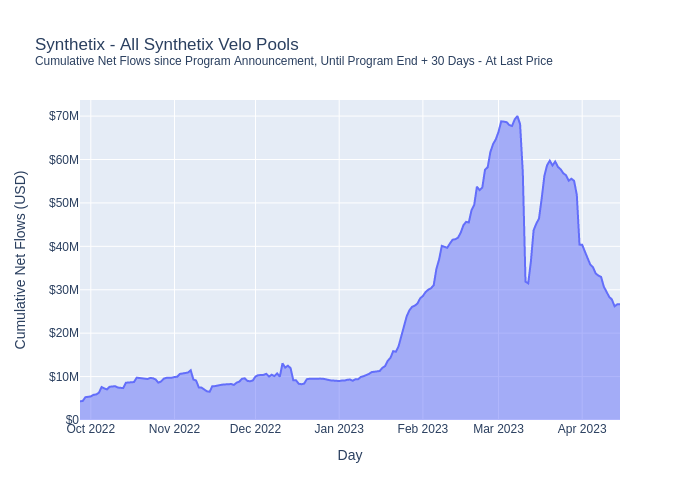 Synthetix - All Synthetix Velo Pools
Cumulative Net Flows since Program Announcement, Until Program End + 30 Days - At Last Price
$70M
$60M
$50M
$40M
$30M
$20M
$10M
$0
Cumulative Net Flows (USD)
Oct 2022 Nov 2022 Dec 2022 Jan 2023 Feb 2023 Mar 2023 Apr 2023
Day